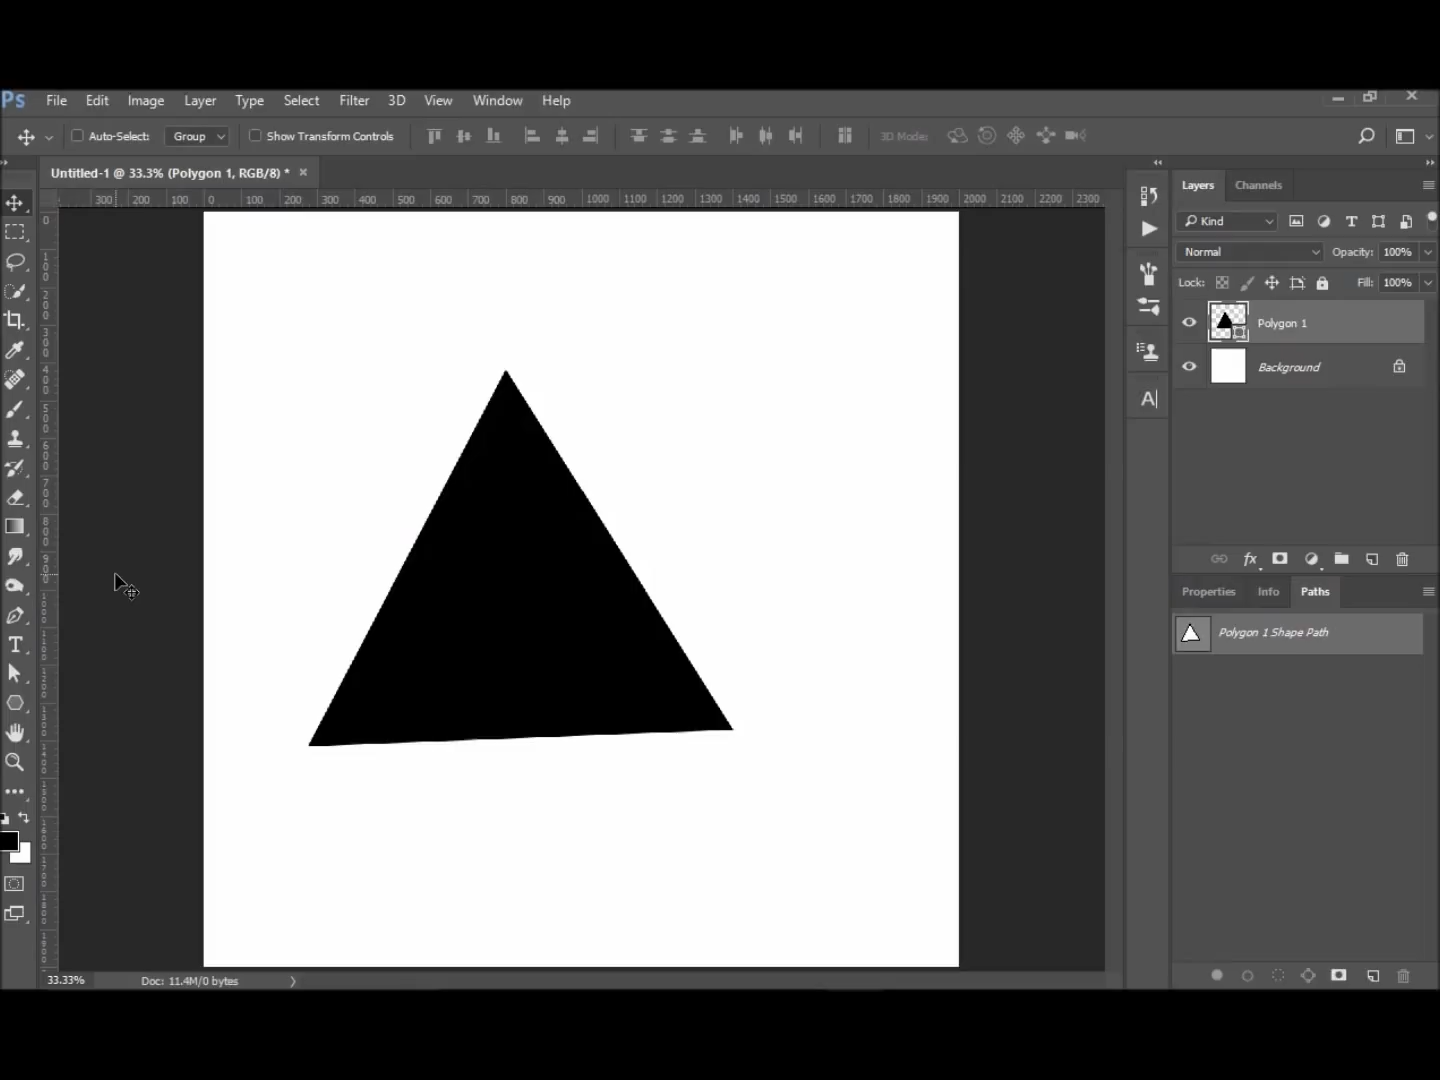 Ps File Edit Image Layer Type Select Filter 3D View Window Help
Auto-Select: Group Show Transform Controls 3D Mode:
Untitled-1 @ 33.3% (Polygon 1, RGB/8) * ×
300 200 100 0 100 200 300 400 500 600 700 800 900 1000 1100 1200 1300 1400 1500 1600 1700 1800 1900 2000 2100 2200 2300
Layers Channels
Kind
Normal Opacity: 100%
Lock: Fill: 100%
Polygon 1
Background
fx
Properties Info Paths
Polygon 1 Shape Path
33.33% Doc: 11.4M/0 bytes